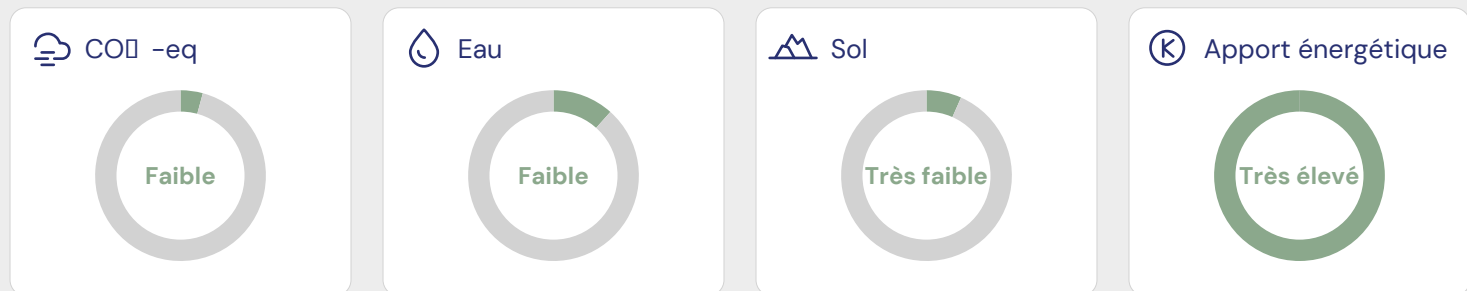 CO▯ -eq
Eau
Sol
Apport énergétique
Faible
Faible
Très faible
Très élevé